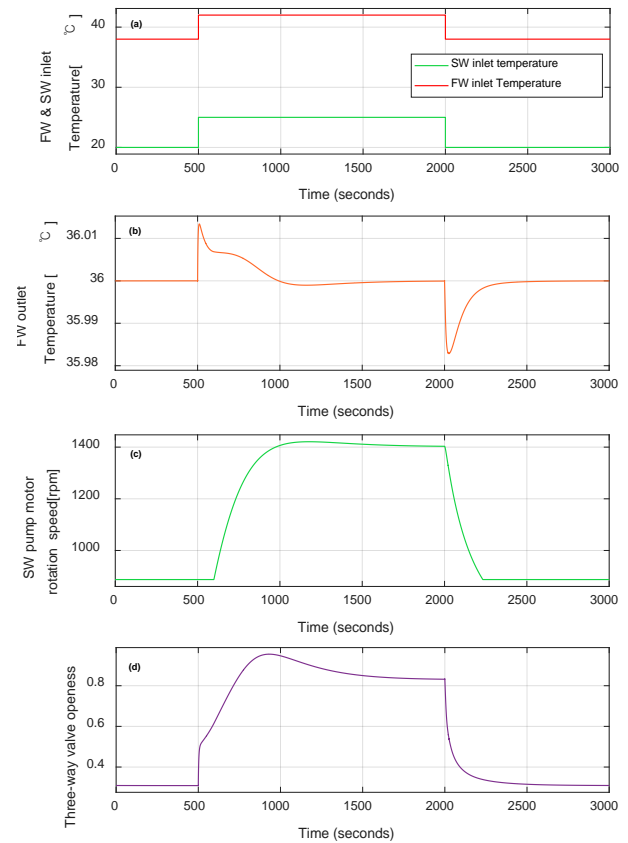 FW & SW inlet
Temperature[ ℃ ]
(a)
40
30
20
SW inlet temperature
FW inlet Temperature
0 500 1000 1500 2000 2500 3000
Time (seconds)
FW outlet
Temperature [ ℃ ]
(b)
36.01
36
35.99
35.98
0 500 1000 1500 2000 2500 3000
Time (seconds)
SW pump motor
rotation speed[rpm]
(c)
1400
1200
1000
0 500 1000 1500 2000 2500 3000
Time (seconds)
Three-way valve openess
(d)
0.8
0.6
0.4
0 500 1000 1500 2000 2500 3000
Time (seconds)